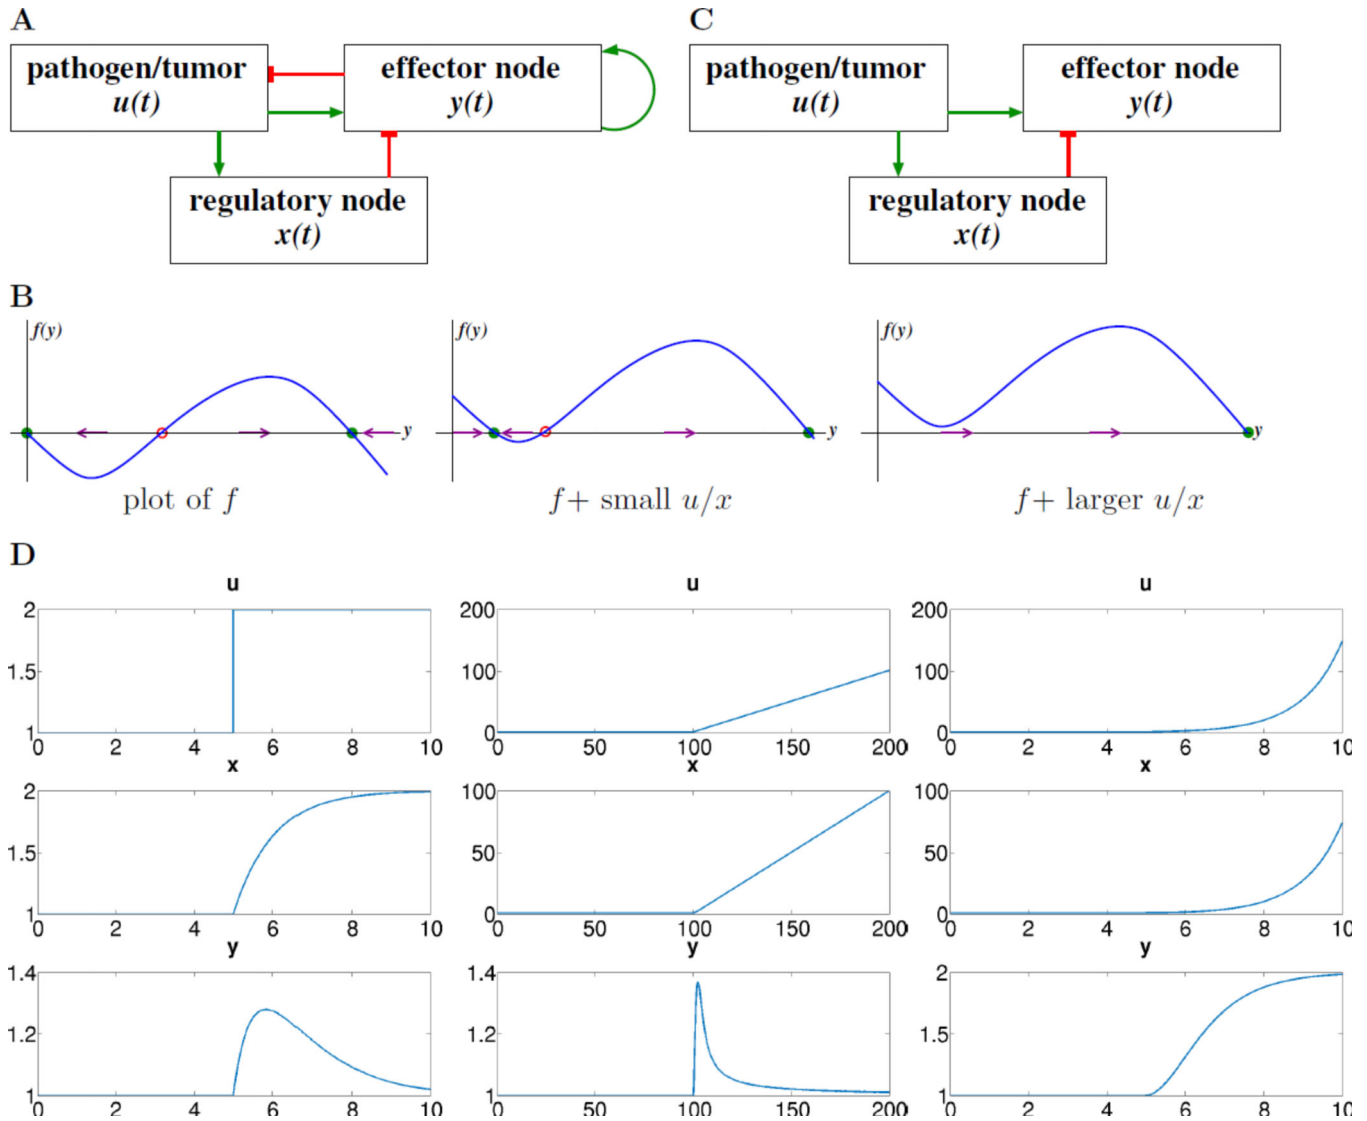 A
pathogen/tumor
u(t)
effector node
y(t)
regulatory node
x(t)
C
pathogen/tumor
u(t)
effector node
y(t)
regulatory node
x(t)
B
f(y)
y
plot of f
f(y)
y
f+ small u/x
f(y)
y
f+ larger u/x
D
u
2
1.5
1
0 2 4 6 8 10
u
200
100
0
0 50 100 150 200
u
200
100
0
0 2 4 6 8 10
x
2
1.5
1
0 2 4 6 8 10
x
100
50
0
0 50 100 150 200
x
100
50
0
0 2 4 6 8 10
y
1.4
1.2
1
0 2 4 6 8 10
y
1.4
1.2
1
0 50 100 150 200
y
2
1.5
1
0 2 4 6 8 10